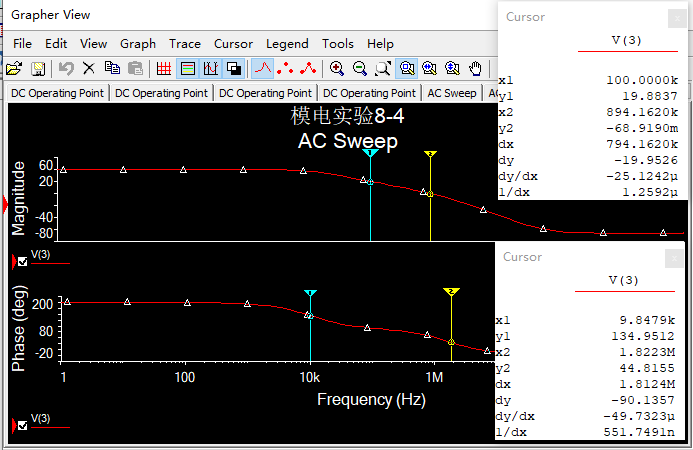 Grapher View
File Edit View Graph Trace Cursor Legend Tools Help
DC Operating Point DC Operating Point DC Operating Point DC Operating Point AC Sweep AC
模电实验8-4
AC Sweep
Magnitude
60
20
-40
-80
V(3)
Phase (deg)
200
80
-20
1 100 10k 1M
Frequency (Hz)
V(3)
Cursor x
V(3)
x1 100.0000k
y1 19.8837
x2 894.1620k
y2 -68.9190m
dx 794.1620k
dy -19.9526
dy/dx -25.1242µ
1/dx 1.2592µ
Cursor x
V(3)
x1 9.8479k
y1 134.9512
x2 1.8223M
y2 44.8155
dx 1.8124M
dy -90.1357
dy/dx -49.7323µ
1/dx 551.7491n